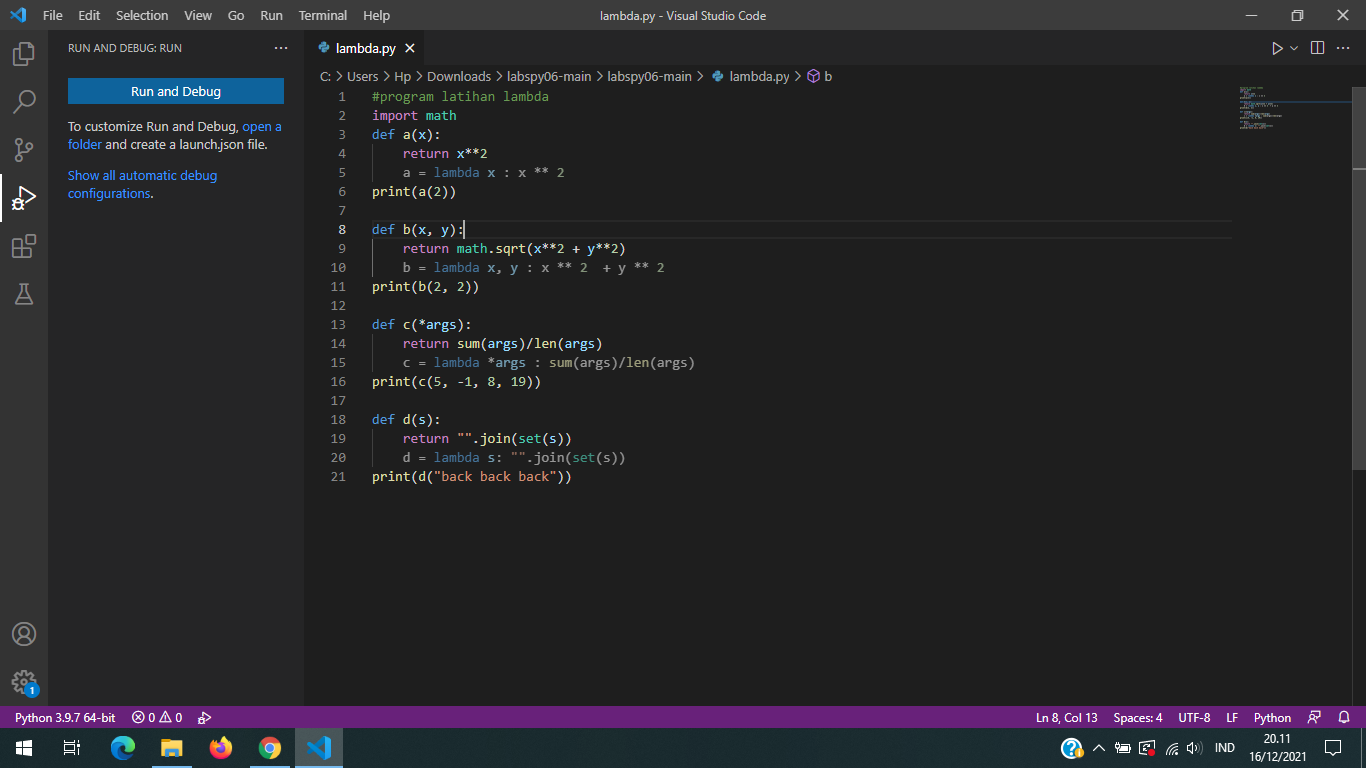 File Edit Selection View Go Run Terminal Help
lambda.py - Visual Studio Code
RUN AND DEBUG: RUN
Run and Debug
To customize Run and Debug, open a
folder and create a launch.json file.
Show all automatic debug
configurations.
lambda.py
C: > Users > Hp > Downloads > labspy06-main > labspy06-main > lambda.py > b
1 #program latihan lambda
2 import math
3 def a(x):
4     return x**2
5     a = lambda x : x ** 2
6 print(a(2))
7
8 def b(x, y):
9     return math.sqrt(x**2 + y**2)
10     b = lambda x, y : x ** 2  + y ** 2
11 print(b(2, 2))
12
13 def c(*args):
14     return sum(args)/len(args)
15     c = lambda *args : sum(args)/len(args)
16 print(c(5, -1, 8, 19))
17
18 def d(s):
19     return "".join(set(s))
20     d = lambda s: "".join(set(s))
21 print(d("back back back"))
1
Python 3.9.7 64-bit 0 0 Ln 8, Col 13 Spaces: 4 UTF-8 LF Python
IND
20.11
16/12/2021